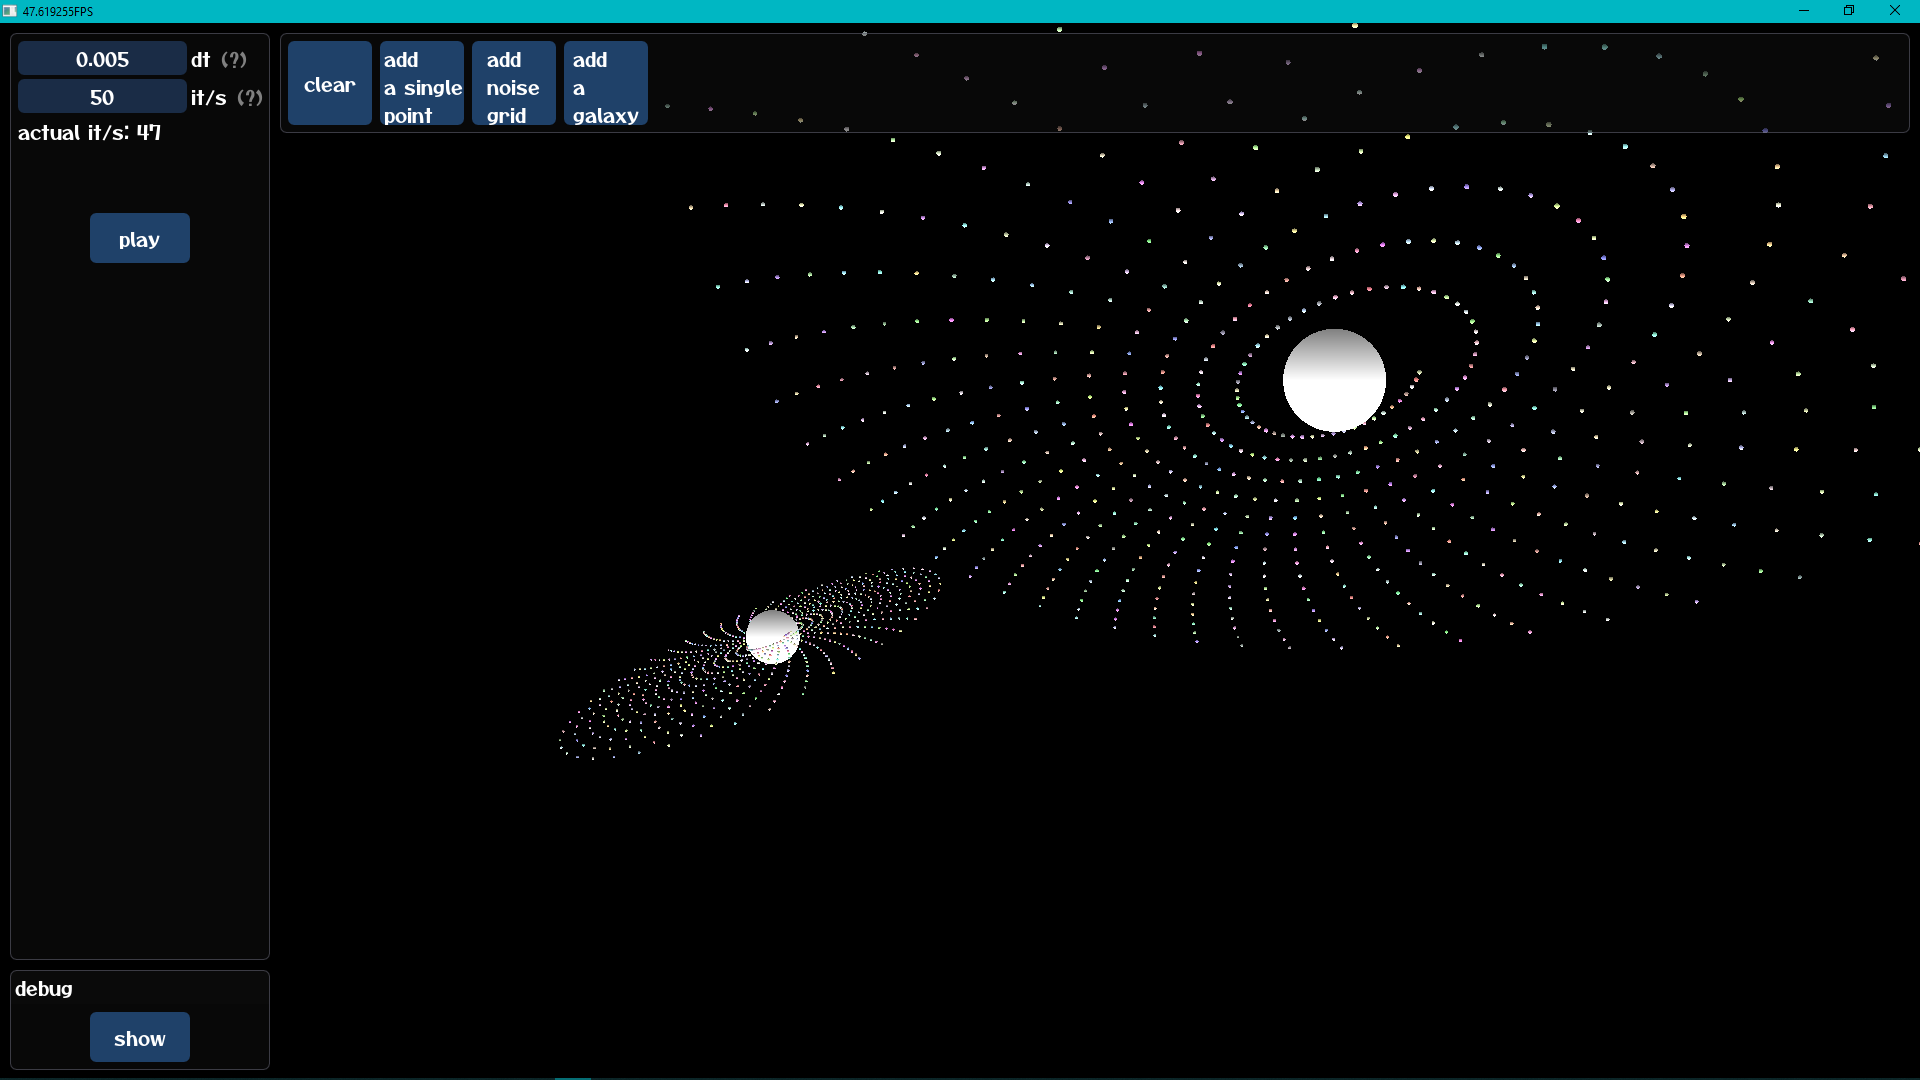 47.619255FPS
0.005 dt (?)
50 it/s (?)
actual it/s: 47
play
clear
add
a single
point
add
noise
grid
add
a
galaxy
debug
show